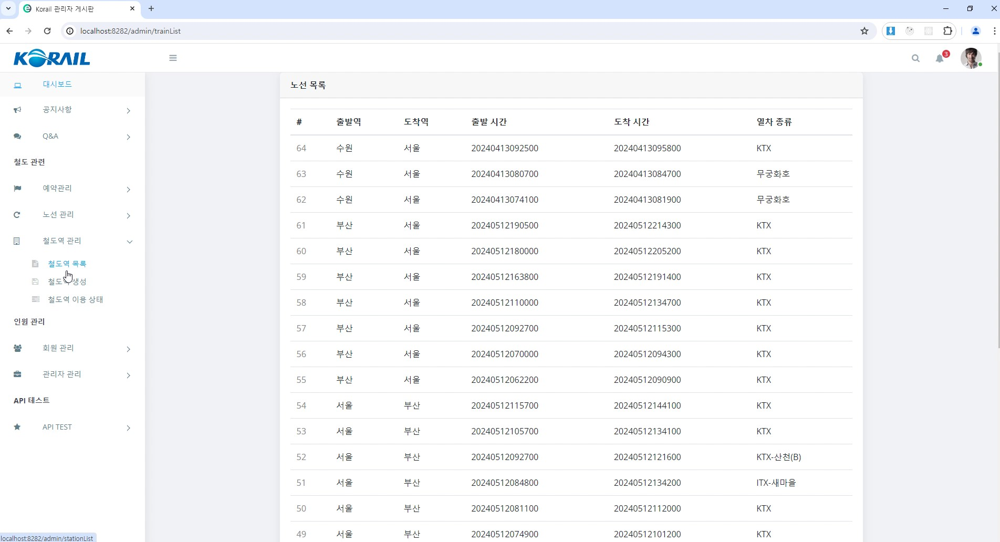 Korail 관리자 게시판
localhost:8282/admin/trainList
KORAIL
3
대시보드
공지사항
Q&A
철도 관련
예약관리
노선 관리
철도역 관리
철도역 목록
철도역 생성
철도역 이용 상태
인원 관리
회원 관리
관리자 관리
API 테스트
API TEST
노선 목록
# 출발역 도착역 출발 시간 도착 시간 열차 종류
64 수원 서울 20240413092500 20240413095800 KTX
63 수원 서울 20240413080700 20240413084700 무궁화호
62 수원 서울 20240413074100 20240413081900 무궁화호
61 부산 서울 20240512190500 20240512214300 KTX
60 부산 서울 20240512180000 20240512205200 KTX
59 부산 서울 20240512163800 20240512191400 KTX
58 부산 서울 20240512110000 20240512134700 KTX
57 부산 서울 20240512092700 20240512115300 KTX
56 부산 서울 20240512070000 20240512094300 KTX
55 부산 서울 20240512062200 20240512090900 KTX
54 서울 부산 20240512115700 20240512144100 KTX
53 서울 부산 20240512105700 20240512134100 KTX
52 서울 부산 20240512092700 20240512121600 KTX-산천(B)
51 서울 부산 20240512084800 20240512134200 ITX-새마을
50 서울 부산 20240512081100 20240512112000 KTX
49 서울 부산 20240512074900 20240512101200 KTX
localhost:8282/admin/stationList